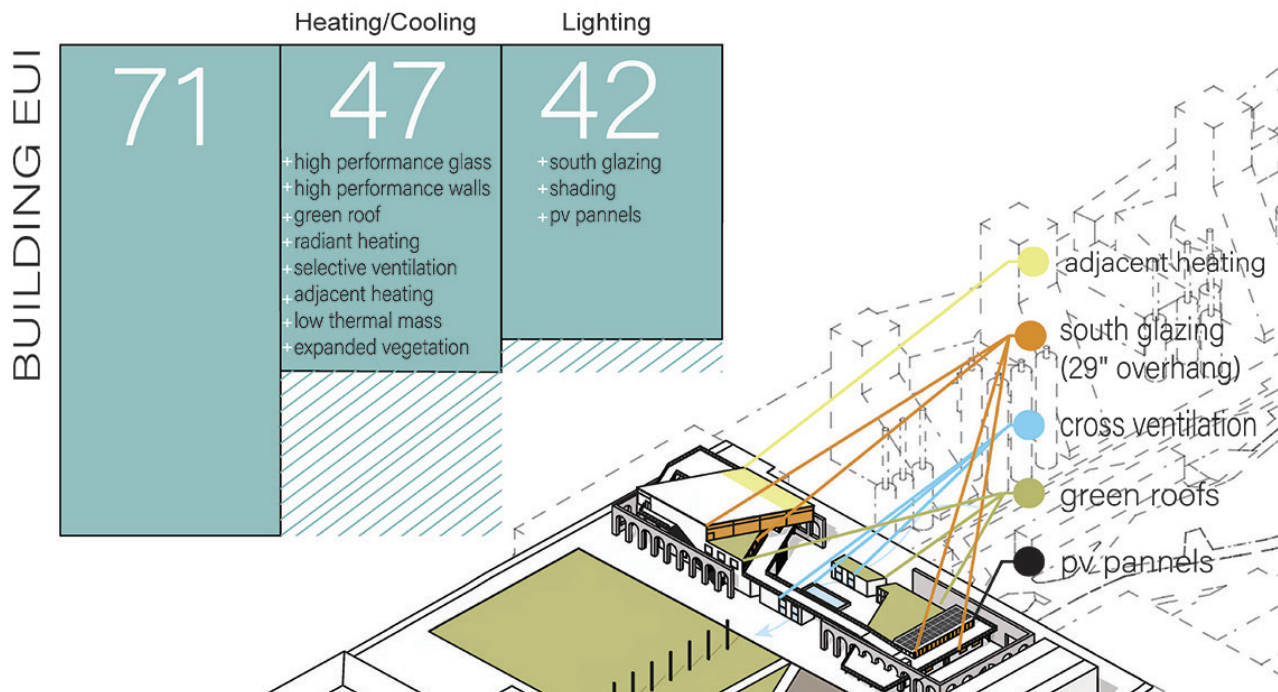 BUILDING EUI
Heating/Cooling
Lighting
71
47
+high performance glass
+high performance walls
+green roof
+radiant heating
+selective ventilation
+adjacent heating
+low thermal mass
+expanded vegetation
42
+south glazing
+shading
+pv pannels
adjacent heating
south glazing
(29" overhang)
cross ventilation
green roofs
pv pannels